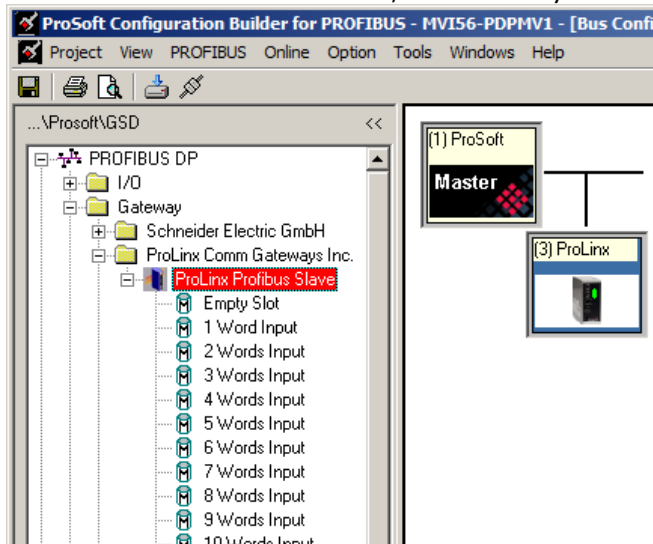 ProSoft Configuration Builder for PROFIBUS - MVI56-PDPMV1 - [Bus Confi
Project View PROFIBUS Online Option Tools Windows Help
...\Prosoft\GSD <<
PROFIBUS DP
I/O
Gateway
Schneider Electric GmbH
ProLinx Comm Gateways Inc.
ProLinx Profibus Slave
Empty Slot
1 Word Input
2 Words Input
3 Words Input
4 Words Input
5 Words Input
6 Words Input
7 Words Input
8 Words Input
9 Words Input
10 Words Input
(1) ProSoft
Master
(3) ProLinx